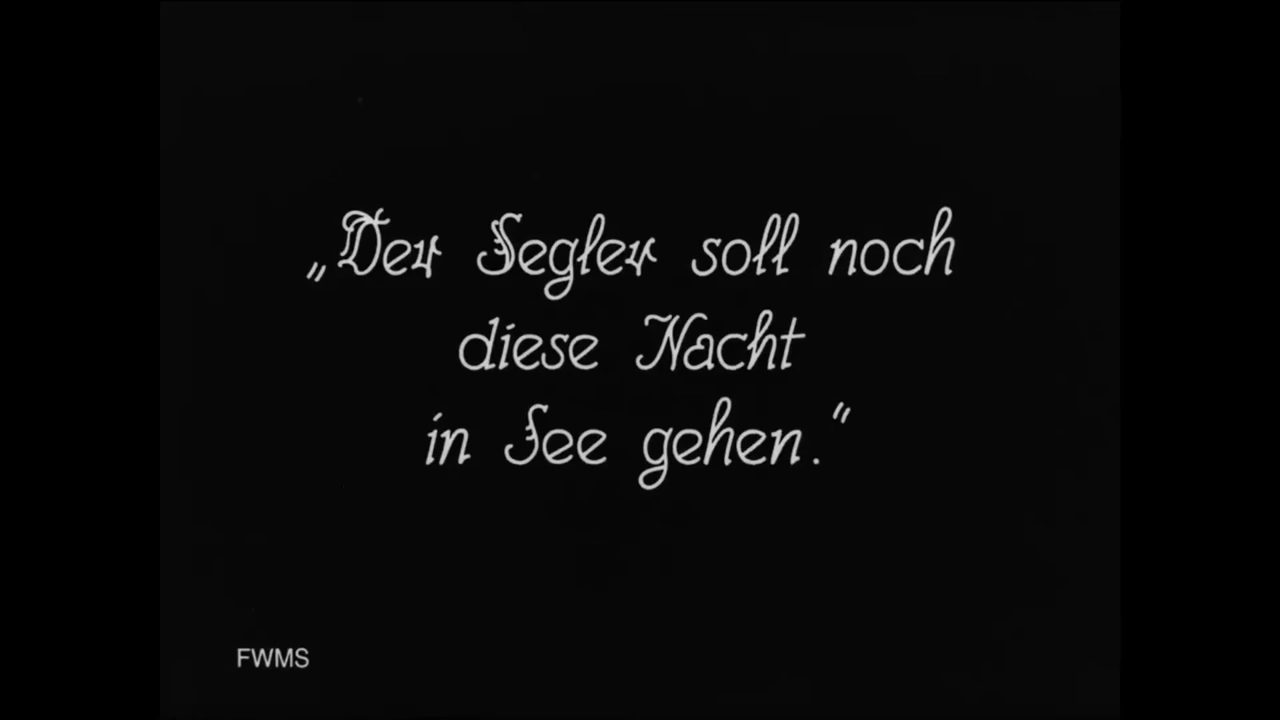 „Der Segler soll noch
diese Nacht
in See gehen.“
FWMS